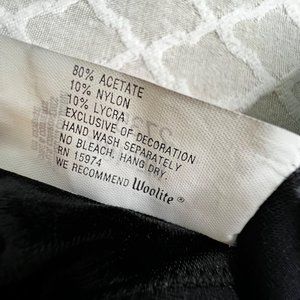 80% ACETATE
10% NYLON
10% LYCRA
EXCLUSIVE OF DECORATION
HAND WASH SEPARATELY
NO BLEACH. HANG DRY.
RN 15974
WE RECOMMEND Woolite ®